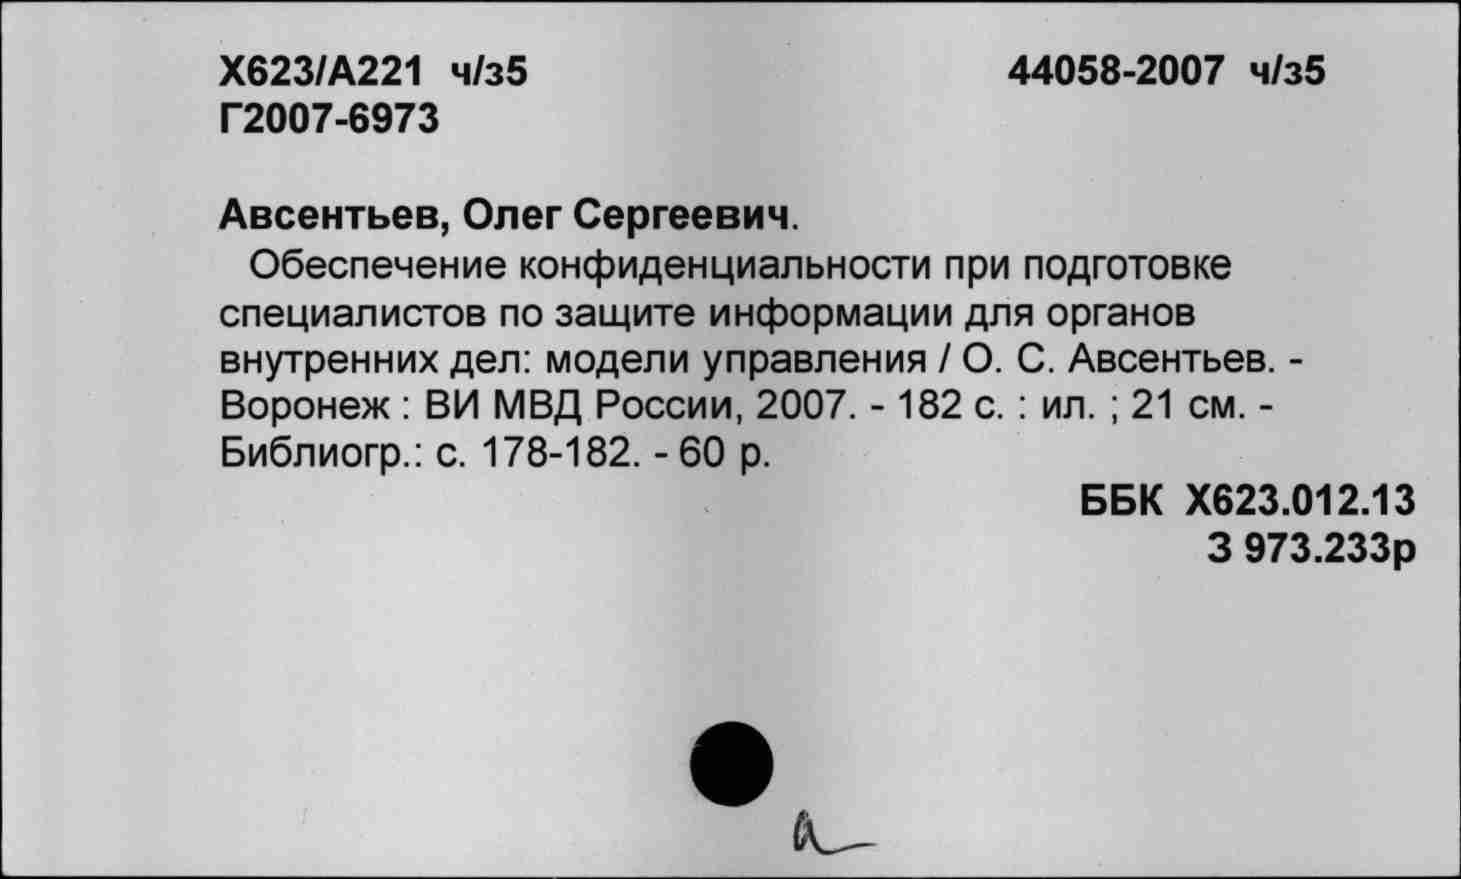 Х623/А221 ч/з5 44058-2007 ч/з5
Г2007-6973
Авсентьев, Олег Сергеевич.
Обеспечение конфиденциальности при подготовке
специалистов по защите информации для органов
внутренних дел: модели управления / О. С. Авсентьев. -
Воронеж : ВИ МВД России, 2007. - 182 с. : ил. ; 21 см. -
Библиогр.: с. 178-182. - 60 р.
ББК Х623.012.13
З 973.233р